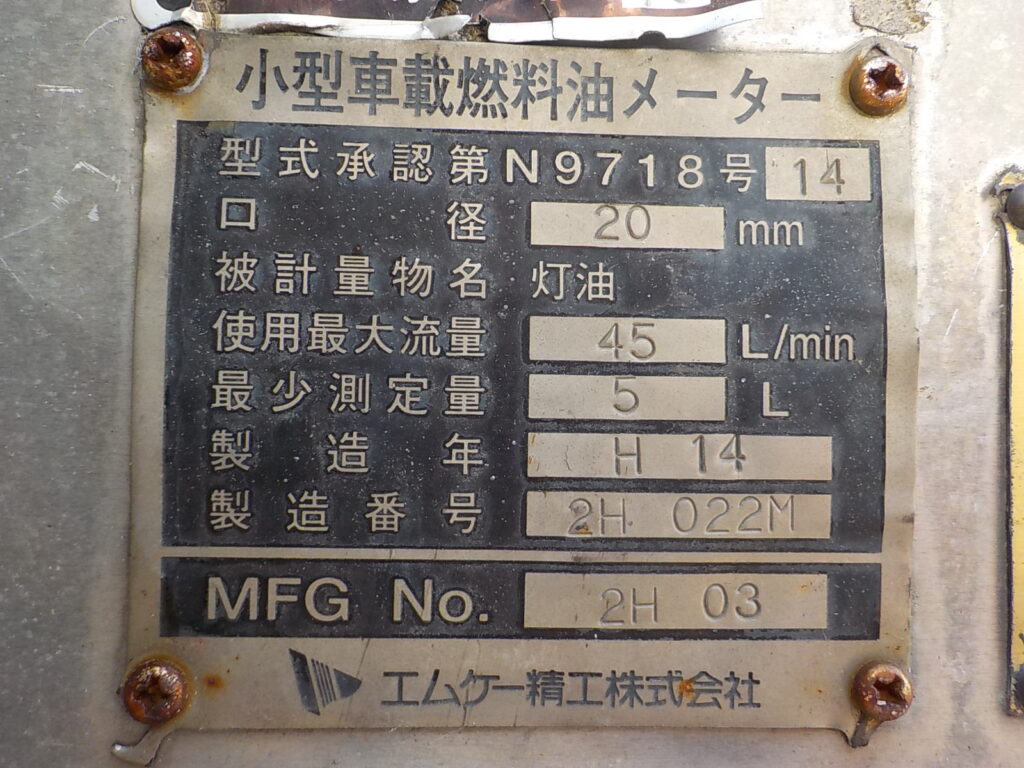 小型車載燃料油メーター
型式承認第N9718号 14
口径 20 mm
被計量物名 灯油
使用最大流量 45 L/min
最少測定量 5 L
製造年 H 14
製造番号 2H 022M
MFG No. 2H 03
エムケー精工株式会社